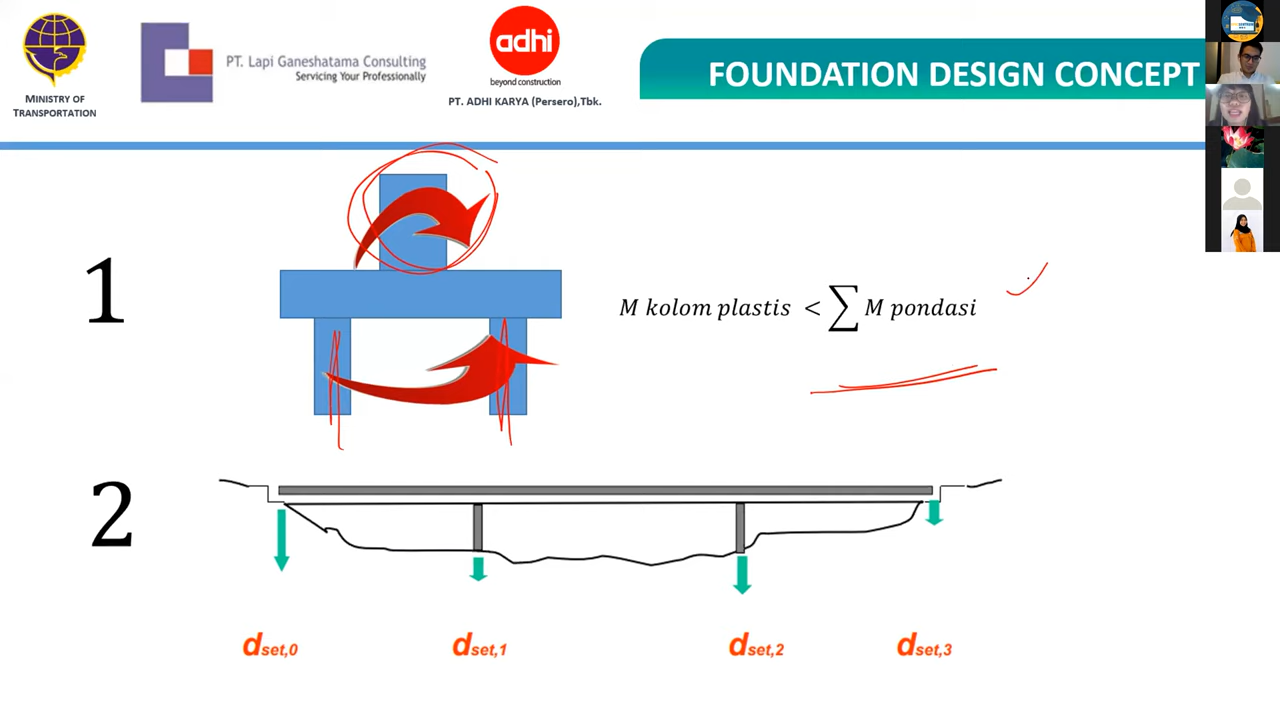 MINISTRY OF
TRANSPORTATION
PT. Lapi Ganeshatama Consulting
Servicing Your Professionally
adhi
beyond construction
PT. ADHI KARYA (Persero),Tbk.
FOUNDATION DESIGN CONCEPT
1
M kolom plastis < ∑ M pondasi
2
dset,0
dset,1
dset,2
dset,3